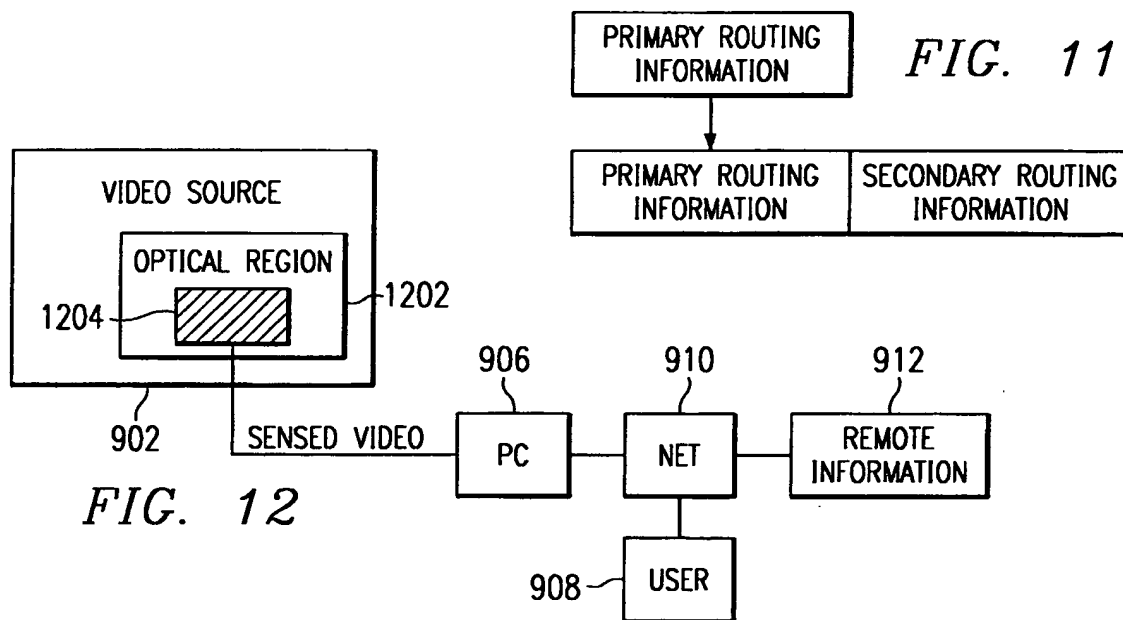 PRIMARY ROUTING
INFORMATION
FIG. 11
PRIMARY ROUTING
INFORMATION
SECONDARY ROUTING
INFORMATION
VIDEO SOURCE
OPTICAL REGION
1204
1202
902
SENSED VIDEO
906
PC
910
NET
912
REMOTE
INFORMATION
908
USER
FIG. 12